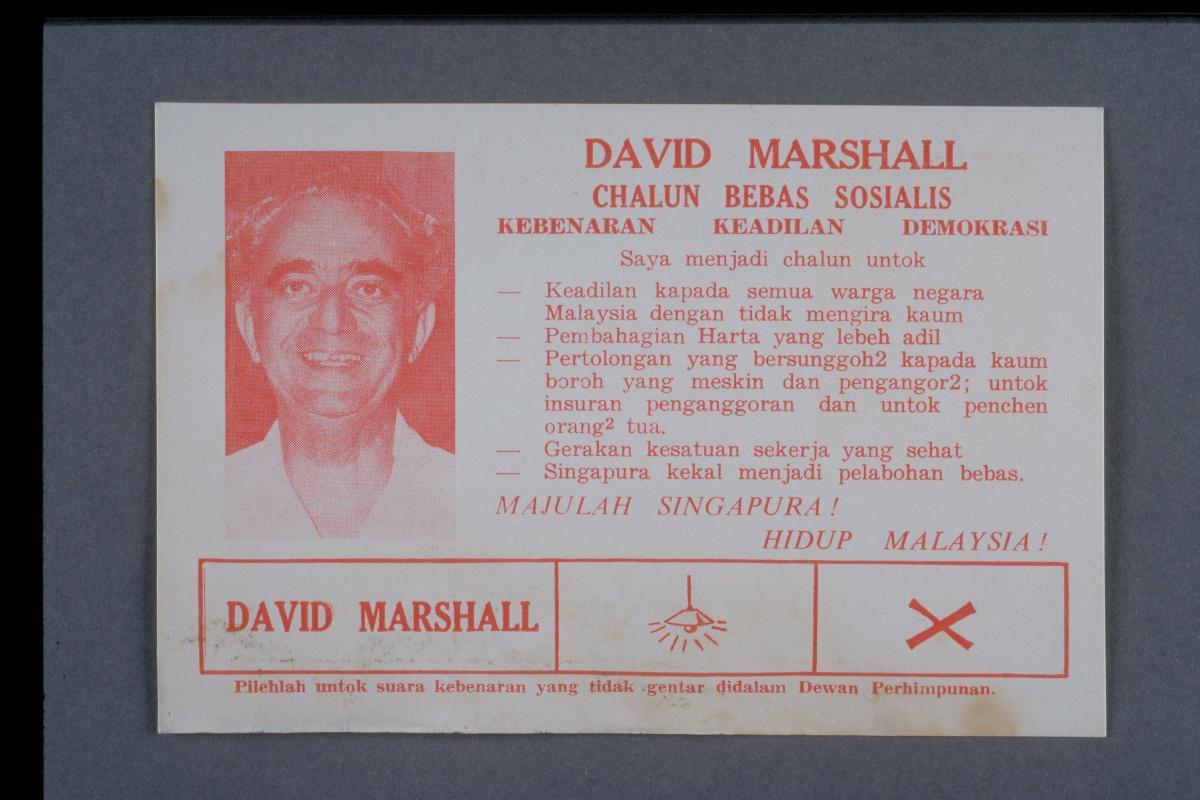 DAVID MARSHALL
CHALUN BEBAS SOSIALIS
KEBENARAN KEADILAN DEMOKRASI
Saya menjadi chalun untok
— Keadilan kapada semua warga negara
Malaysia dengan tidak mengira kaum
— Pembahagian Harta yang lebeh adil
— Pertolongan yang bersunggoh2 kapada kaum
boroh yang meskin dan pengangor2; untok
insuran penganggoran dan untok penchen
orang² tua.
— Gerakan kesatuan sekerja yang sehat
— Singapura kekal menjadi pelabohan bebas.
MAJULAH SINGAPURA!
HIDUP MALAYSIA!
DAVID MARSHALL
Pilehlah untok suara kebenaran yang tidak gentar didalam Dewan Perhimpunan.